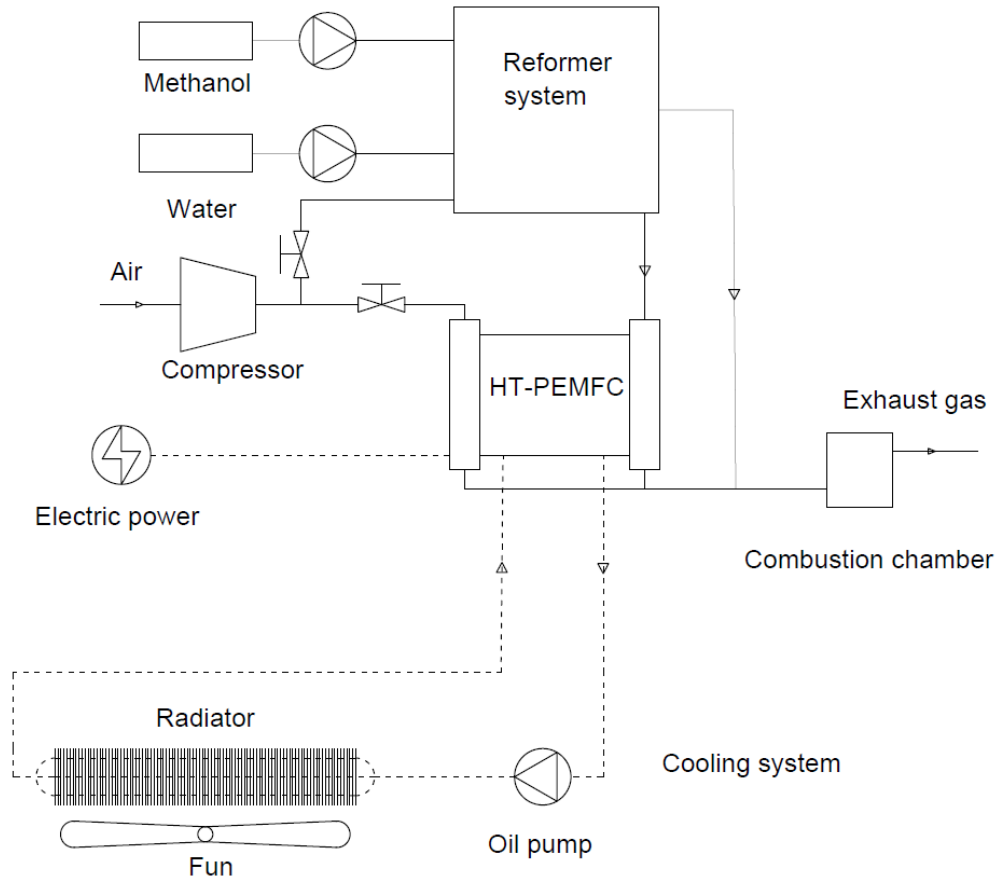 Methanol
Reformer
system
Water
Air
Compressor
HT-PEMFC
Exhaust gas
Electric power
Combustion chamber
Radiator
Cooling system
Oil pump
Fun